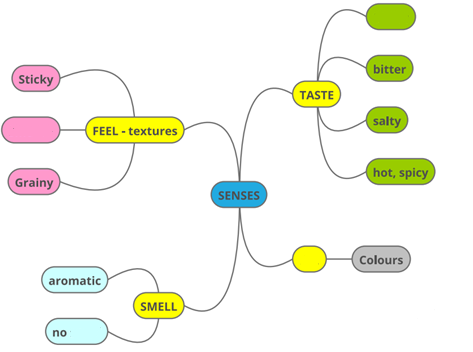 SENSES
TASTE
bitter
salty
hot, spicy
Colours
FEEL - textures
Sticky
Grainy
SMELL
aromatic
no